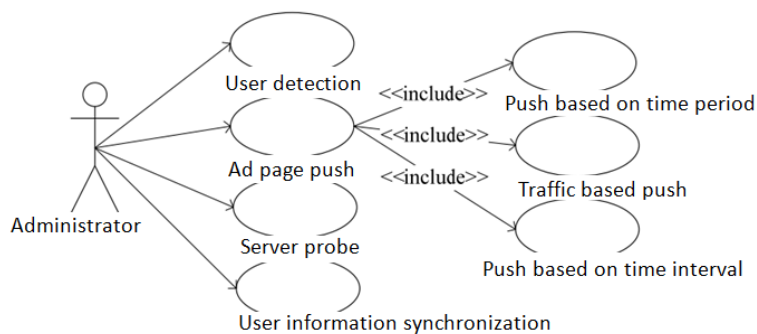 User detection
<<include>>
Push based on time period
<<include>>
Ad page push
Traffic based push
<<include>>
Administrator
Server probe
Push based on time interval
User information synchronization